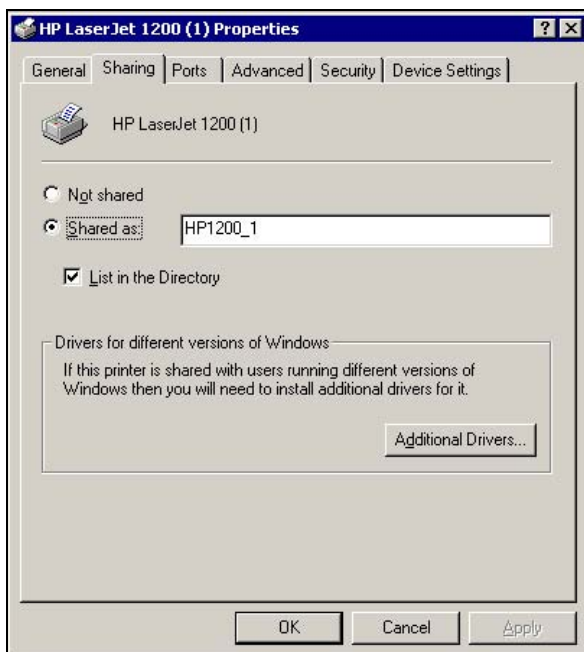 HP LaserJet 1200 (1) Properties
General Sharing Ports Advanced Security Device Settings
HP LaserJet 1200 (1)
Not shared
Shared as: HP1200_1
List in the Directory
Drivers for different versions of Windows
If this printer is shared with users running different versions of
Windows then you will need to install additional drivers for it.
Additional Drivers...
OK Cancel Apply